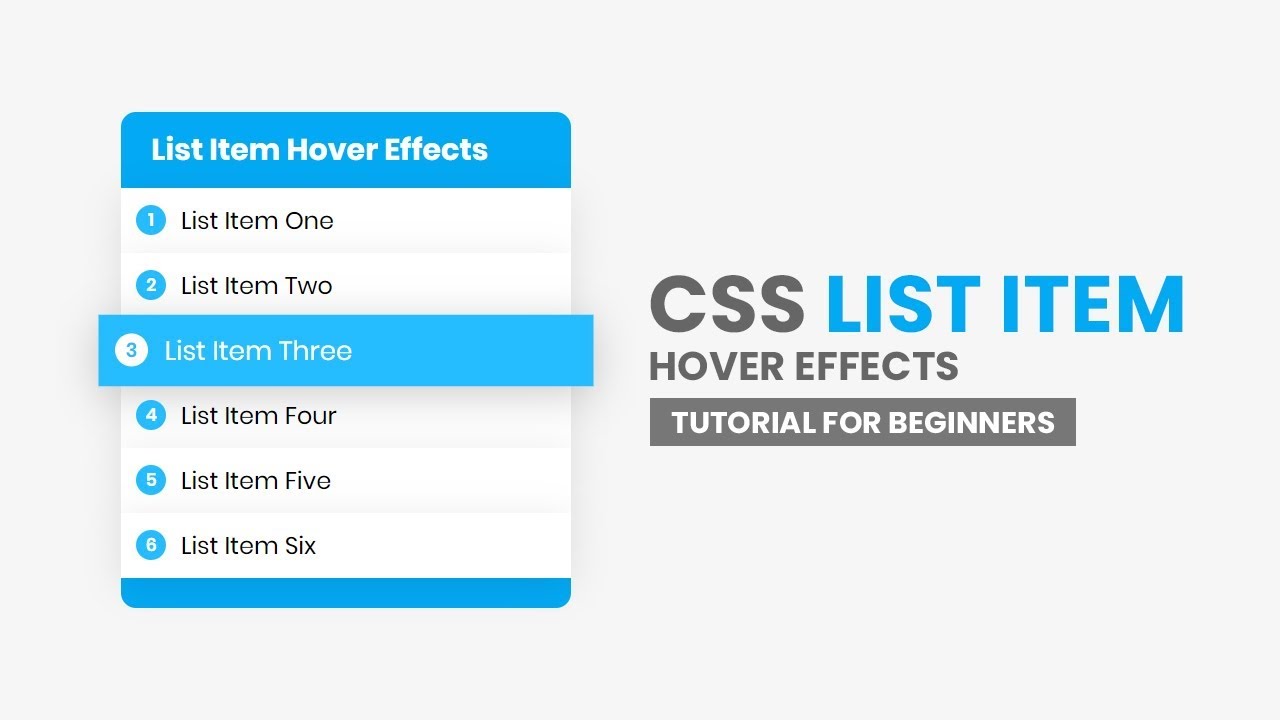 List Item Hover Effects
1 List Item One
2 List Item Two
3 List Item Three
4 List Item Four
5 List Item Five
6 List Item Six
CSS LIST ITEM
HOVER EFFECTS
TUTORIAL FOR BEGINNERS